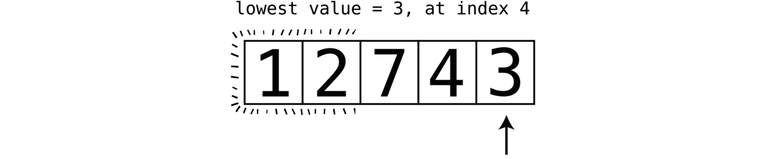 lowest value = 3, at index 4
1 2 7 4 3